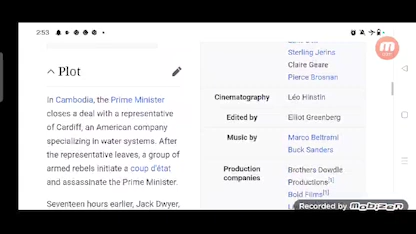 2:53
Sterling Jerins
Claire Geare
Pierce Brosnan
Plot
In Cambodia, the Prime Minister
closes a deal with a representative
of Cardiff, an American company
specializing in water systems. After
the representative leaves, a group of
armed rebels initiate a coup d'état
and assassinate the Prime Minister.
Seventeen hours earlier, Jack Dwyer,
Cinematography Léo Hinstin
Edited by Elliot Greenberg
Music by Marco Beltrami
Buck Sanders
Production Brothers Dowdle
companies Productions[1]
Bold Films[1]
Recorded by Mobizen